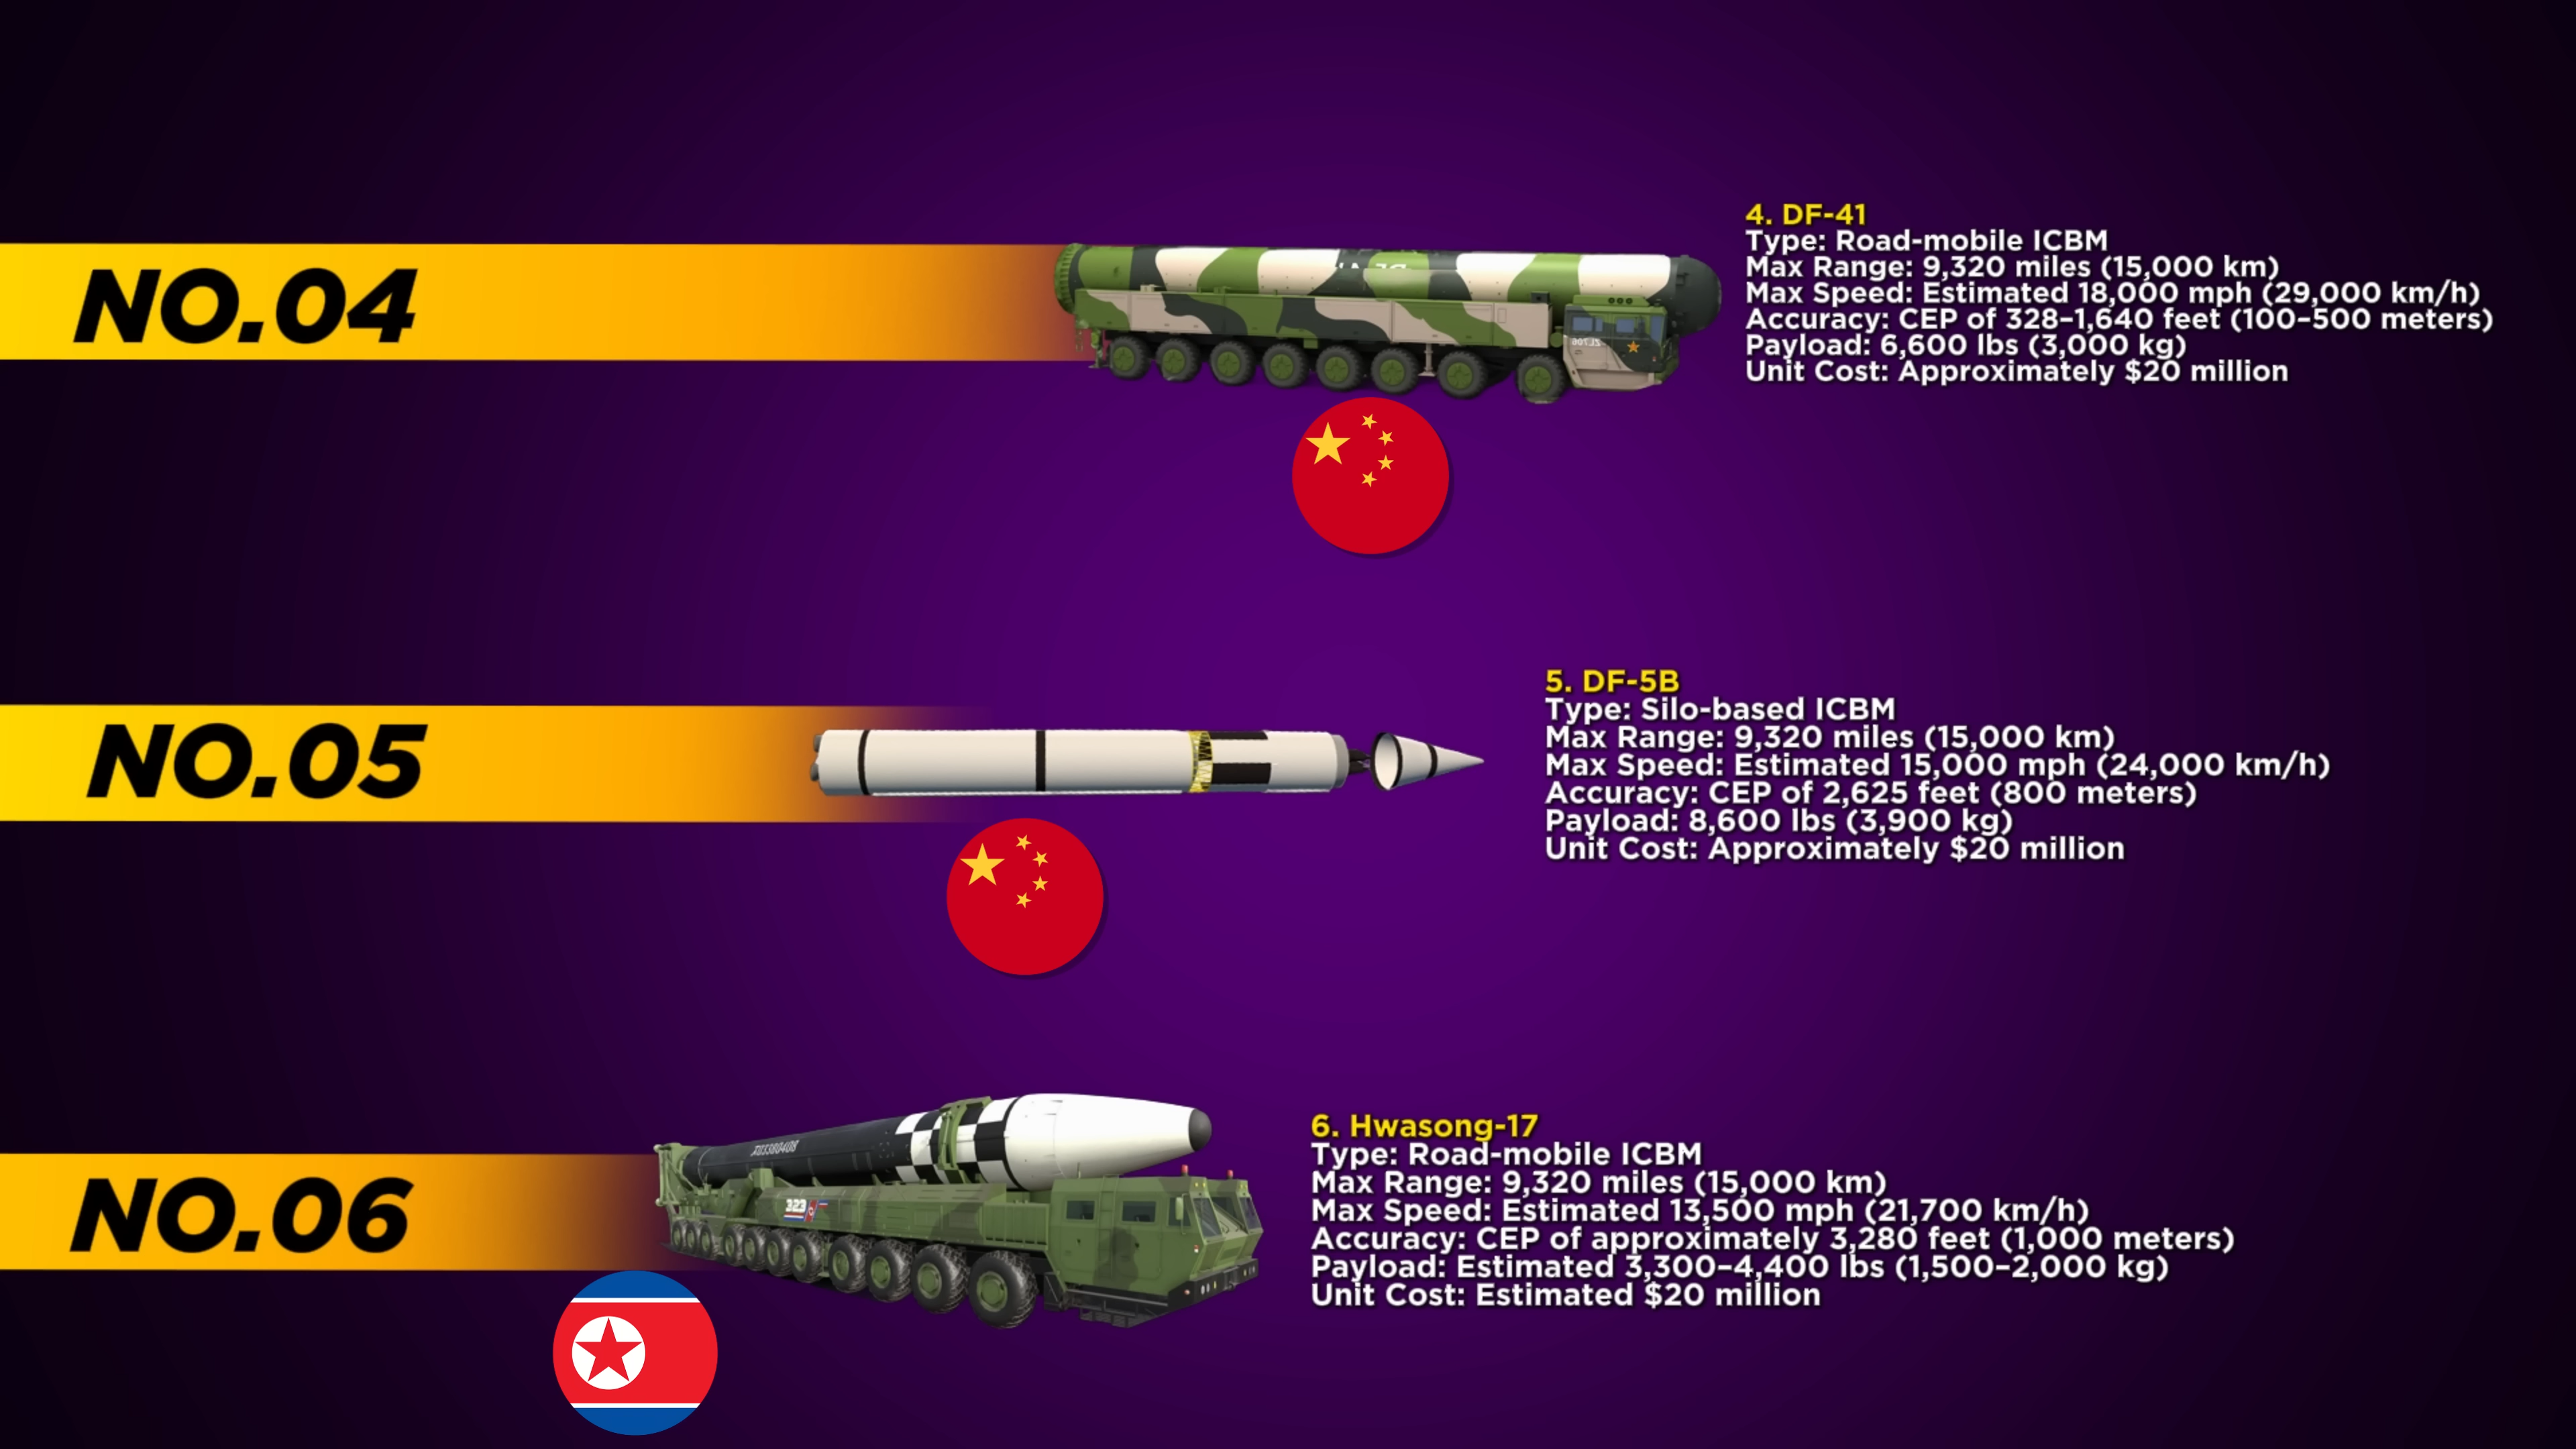 NO.04
4. DF-41
Type: Road-mobile ICBM
Max Range: 9,320 miles (15,000 km)
Max Speed: Estimated 18,000 mph (29,000 km/h)
Accuracy: CEP of 328–1,640 feet (100–500 meters)
Payload: 6,600 lbs (3,000 kg)
Unit Cost: Approximately $20 million
NO.05
5. DF-5B
Type: Silo-based ICBM
Max Range: 9,320 miles (15,000 km)
Max Speed: Estimated 15,000 mph (24,000 km/h)
Accuracy: CEP of 2,625 feet (800 meters)
Payload: 8,600 lbs (3,900 kg)
Unit Cost: Approximately $20 million
NO.06
323
6. Hwasong-17
Type: Road-mobile ICBM
Max Range: 9,320 miles (15,000 km)
Max Speed: Estimated 13,500 mph (21,700 km/h)
Accuracy: CEP of approximately 3,280 feet (1,000 meters)
Payload: Estimated 3,300–4,400 lbs (1,500–2,000 kg)
Unit Cost: Estimated $20 million